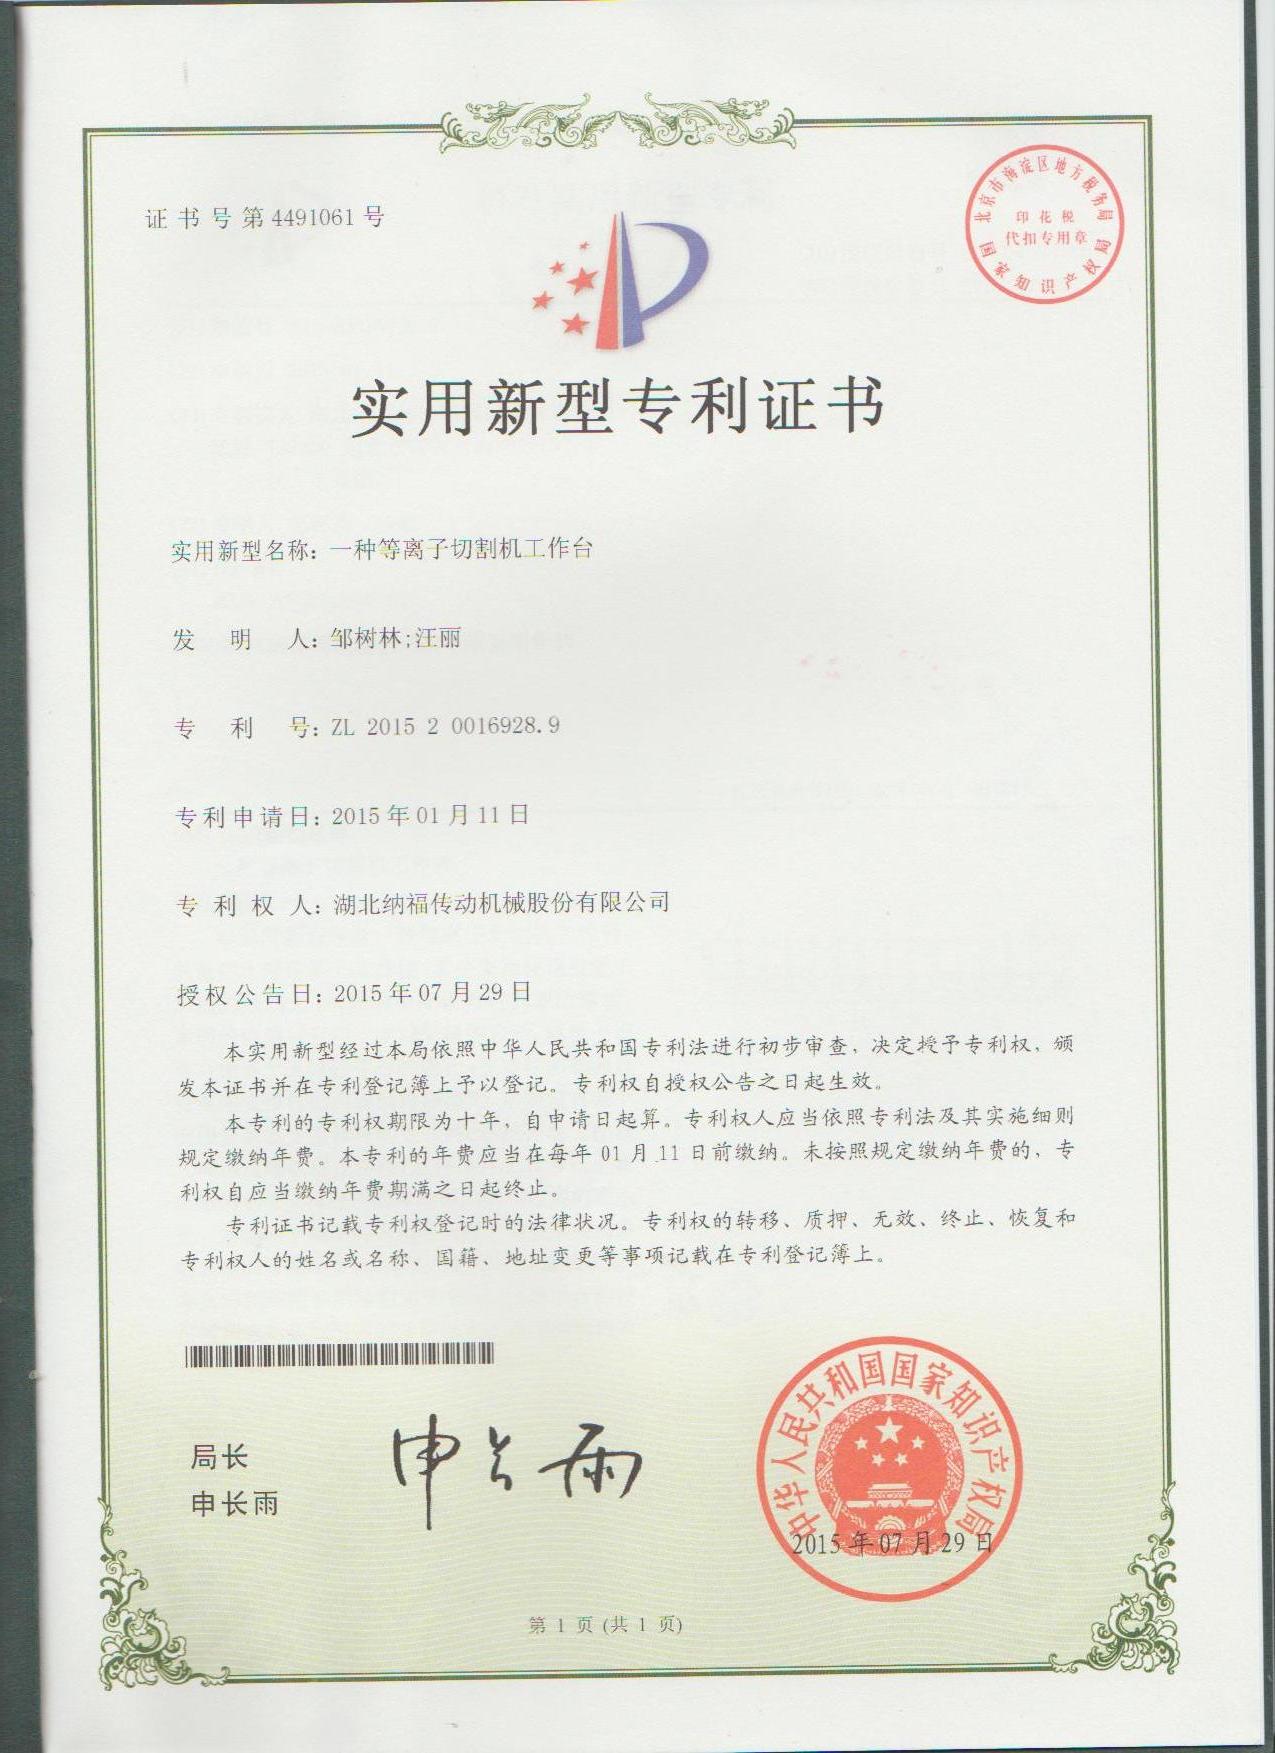 证书号第4491061号
北京市海淀区地方税务局
印花税
代扣专用章
国家知识产权局
实用新型专利证书
实用新型名称：一种等离子切割机工作台
发明人：邹树林;汪丽
专利号：ZL 2015 2 0016928.9
专利申请日：2015年01月11日
专利权人：湖北纳福传动机械股份有限公司
授权公告日：2015年07月29日
本实用新型经过本局依照中华人民共和国专利法进行初步审查，决定授予专利权，颁
发本证书并在专利登记簿上予以登记。专利权自授权公告之日起生效。
本专利的专利权期限为十年，自申请日起算。专利权人应当依照专利法及其实施细则
规定缴纳年费。本专利的年费应当在每年01月11日前缴纳。未按照规定缴纳年费的，专
利权自应当缴纳年费期满之日起终止。
专利证书记载专利权登记时的法律状况。专利权的转移、质押、无效、终止、恢复和
专利权人的姓名或名称、国籍、地址变更等事项记载在专利登记簿上。
局长
申长雨
申长雨
中华人民共和国国家知识产权局
2015年07月29日
第 1 页 (共 1 页)